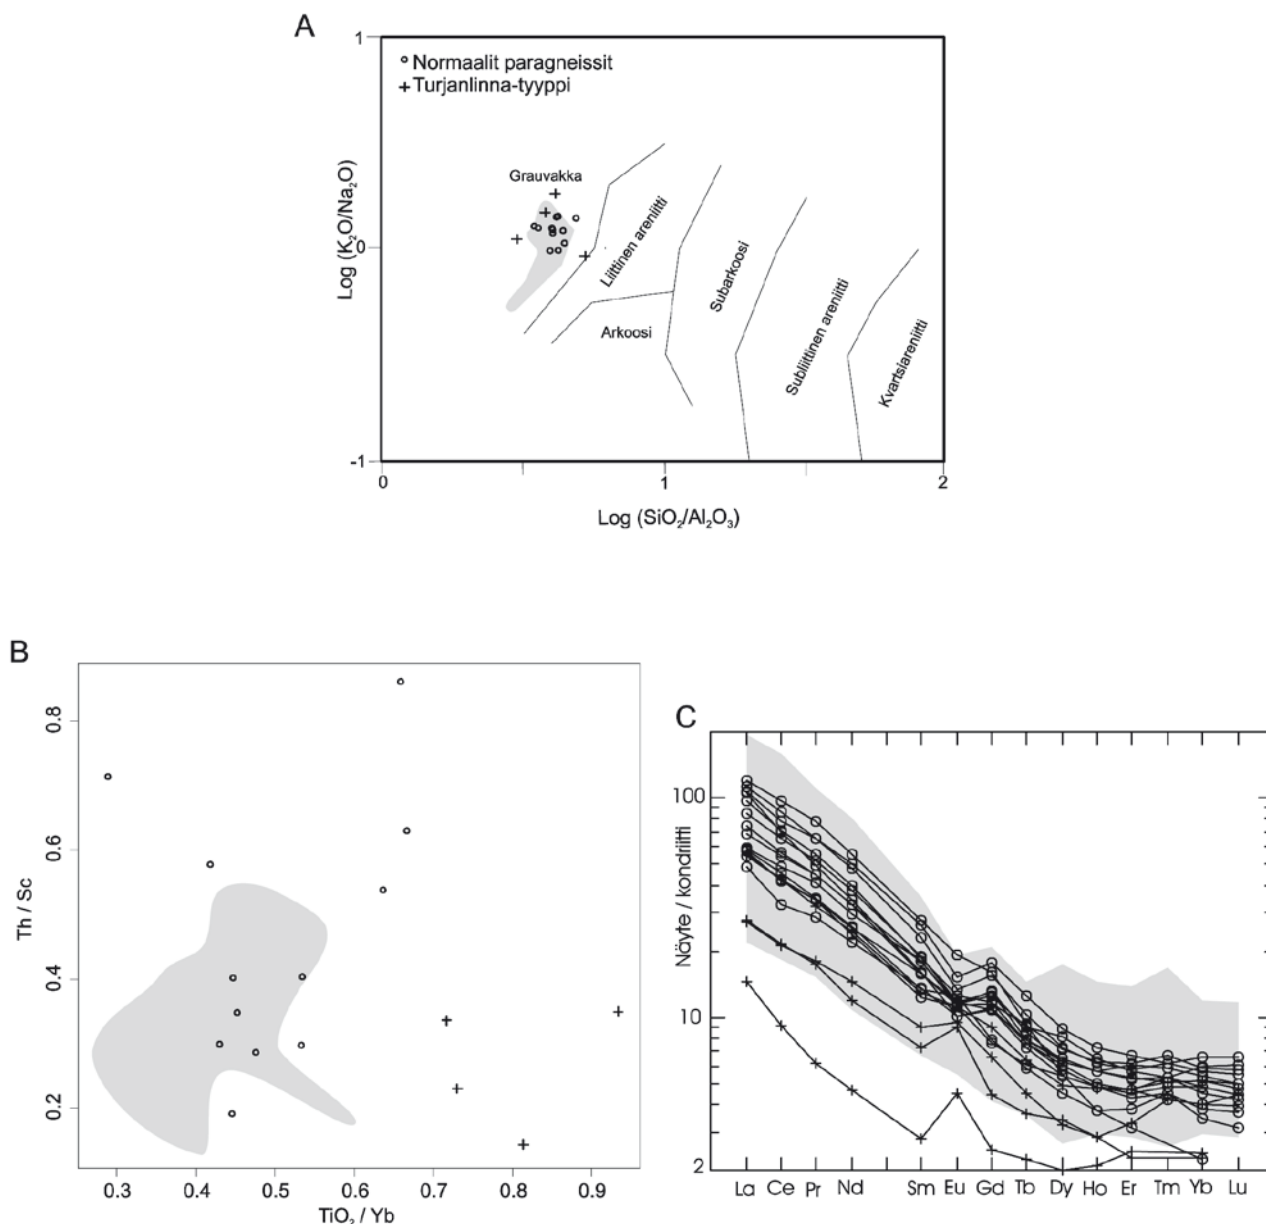 A
1
Normaalit paragneissit
Turjanlinna-tyyppi
Grauvakka
Log (K₂O/Na₂O)
0
Liittinen areniitti
Subarkoosi
Arkoosi
Subliittinen areniitti
Kvartsiareniitti
-1
0
1
2
Log (SiO₂/Al₂O₃)
B
Th / Sc
0.8
0.6
0.4
0.2
0.3
0.4
0.5
0.6
0.7
0.8
0.9
TiO₂ / Yb
C
Näyte / kondriitti
100
10
2
La Ce Pr Nd Sm Eu Gd Tb Dy Ho Er Tm Yb Lu